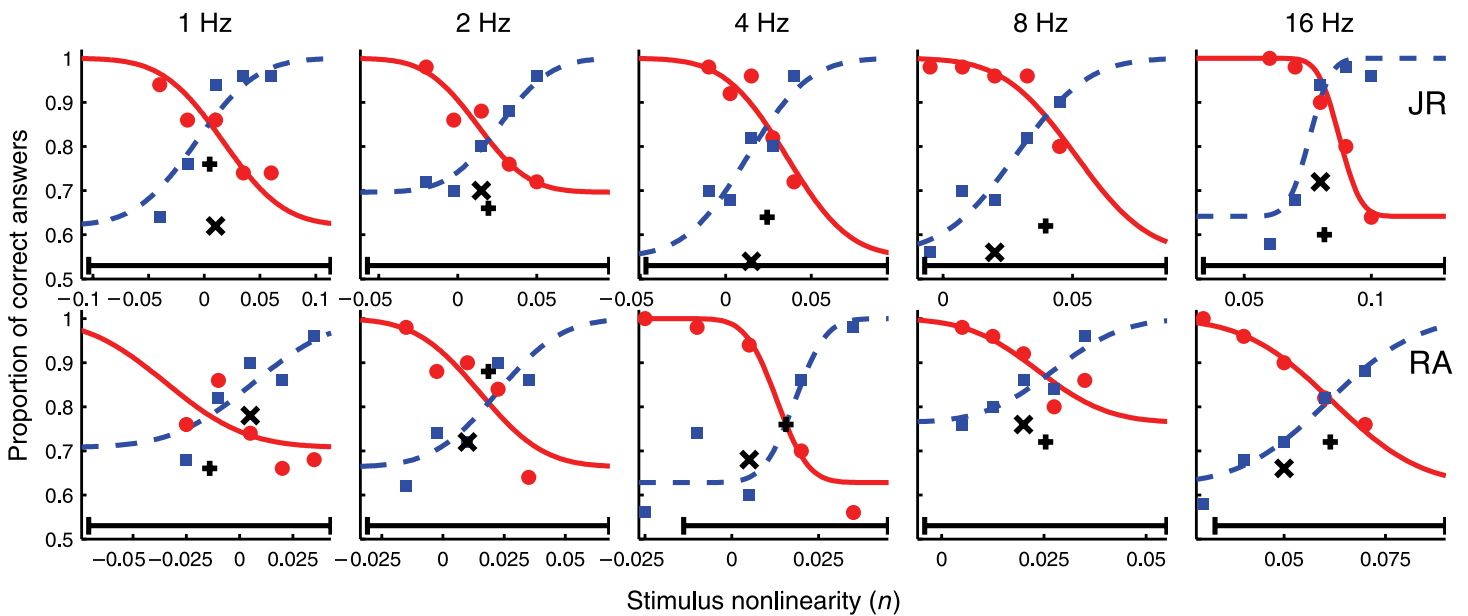 1 Hz 2 Hz 4 Hz 8 Hz 16 Hz
Proportion of correct answers
1
0.9
0.8
0.7
0.6
0.5
JR
−0.1 −0.05 0 0.05 0.1
−0.05 0 0.05
−0.05 0 0.05
0 0.05
0.05 0.1
1
0.9
0.8
0.7
0.6
0.5
RA
−0.05 −0.025 0 0.025
−0.025 0 0.025 0.05
−0.025 0 0.025
0 0.025 0.05
0.05 0.075
Stimulus nonlinearity (n)